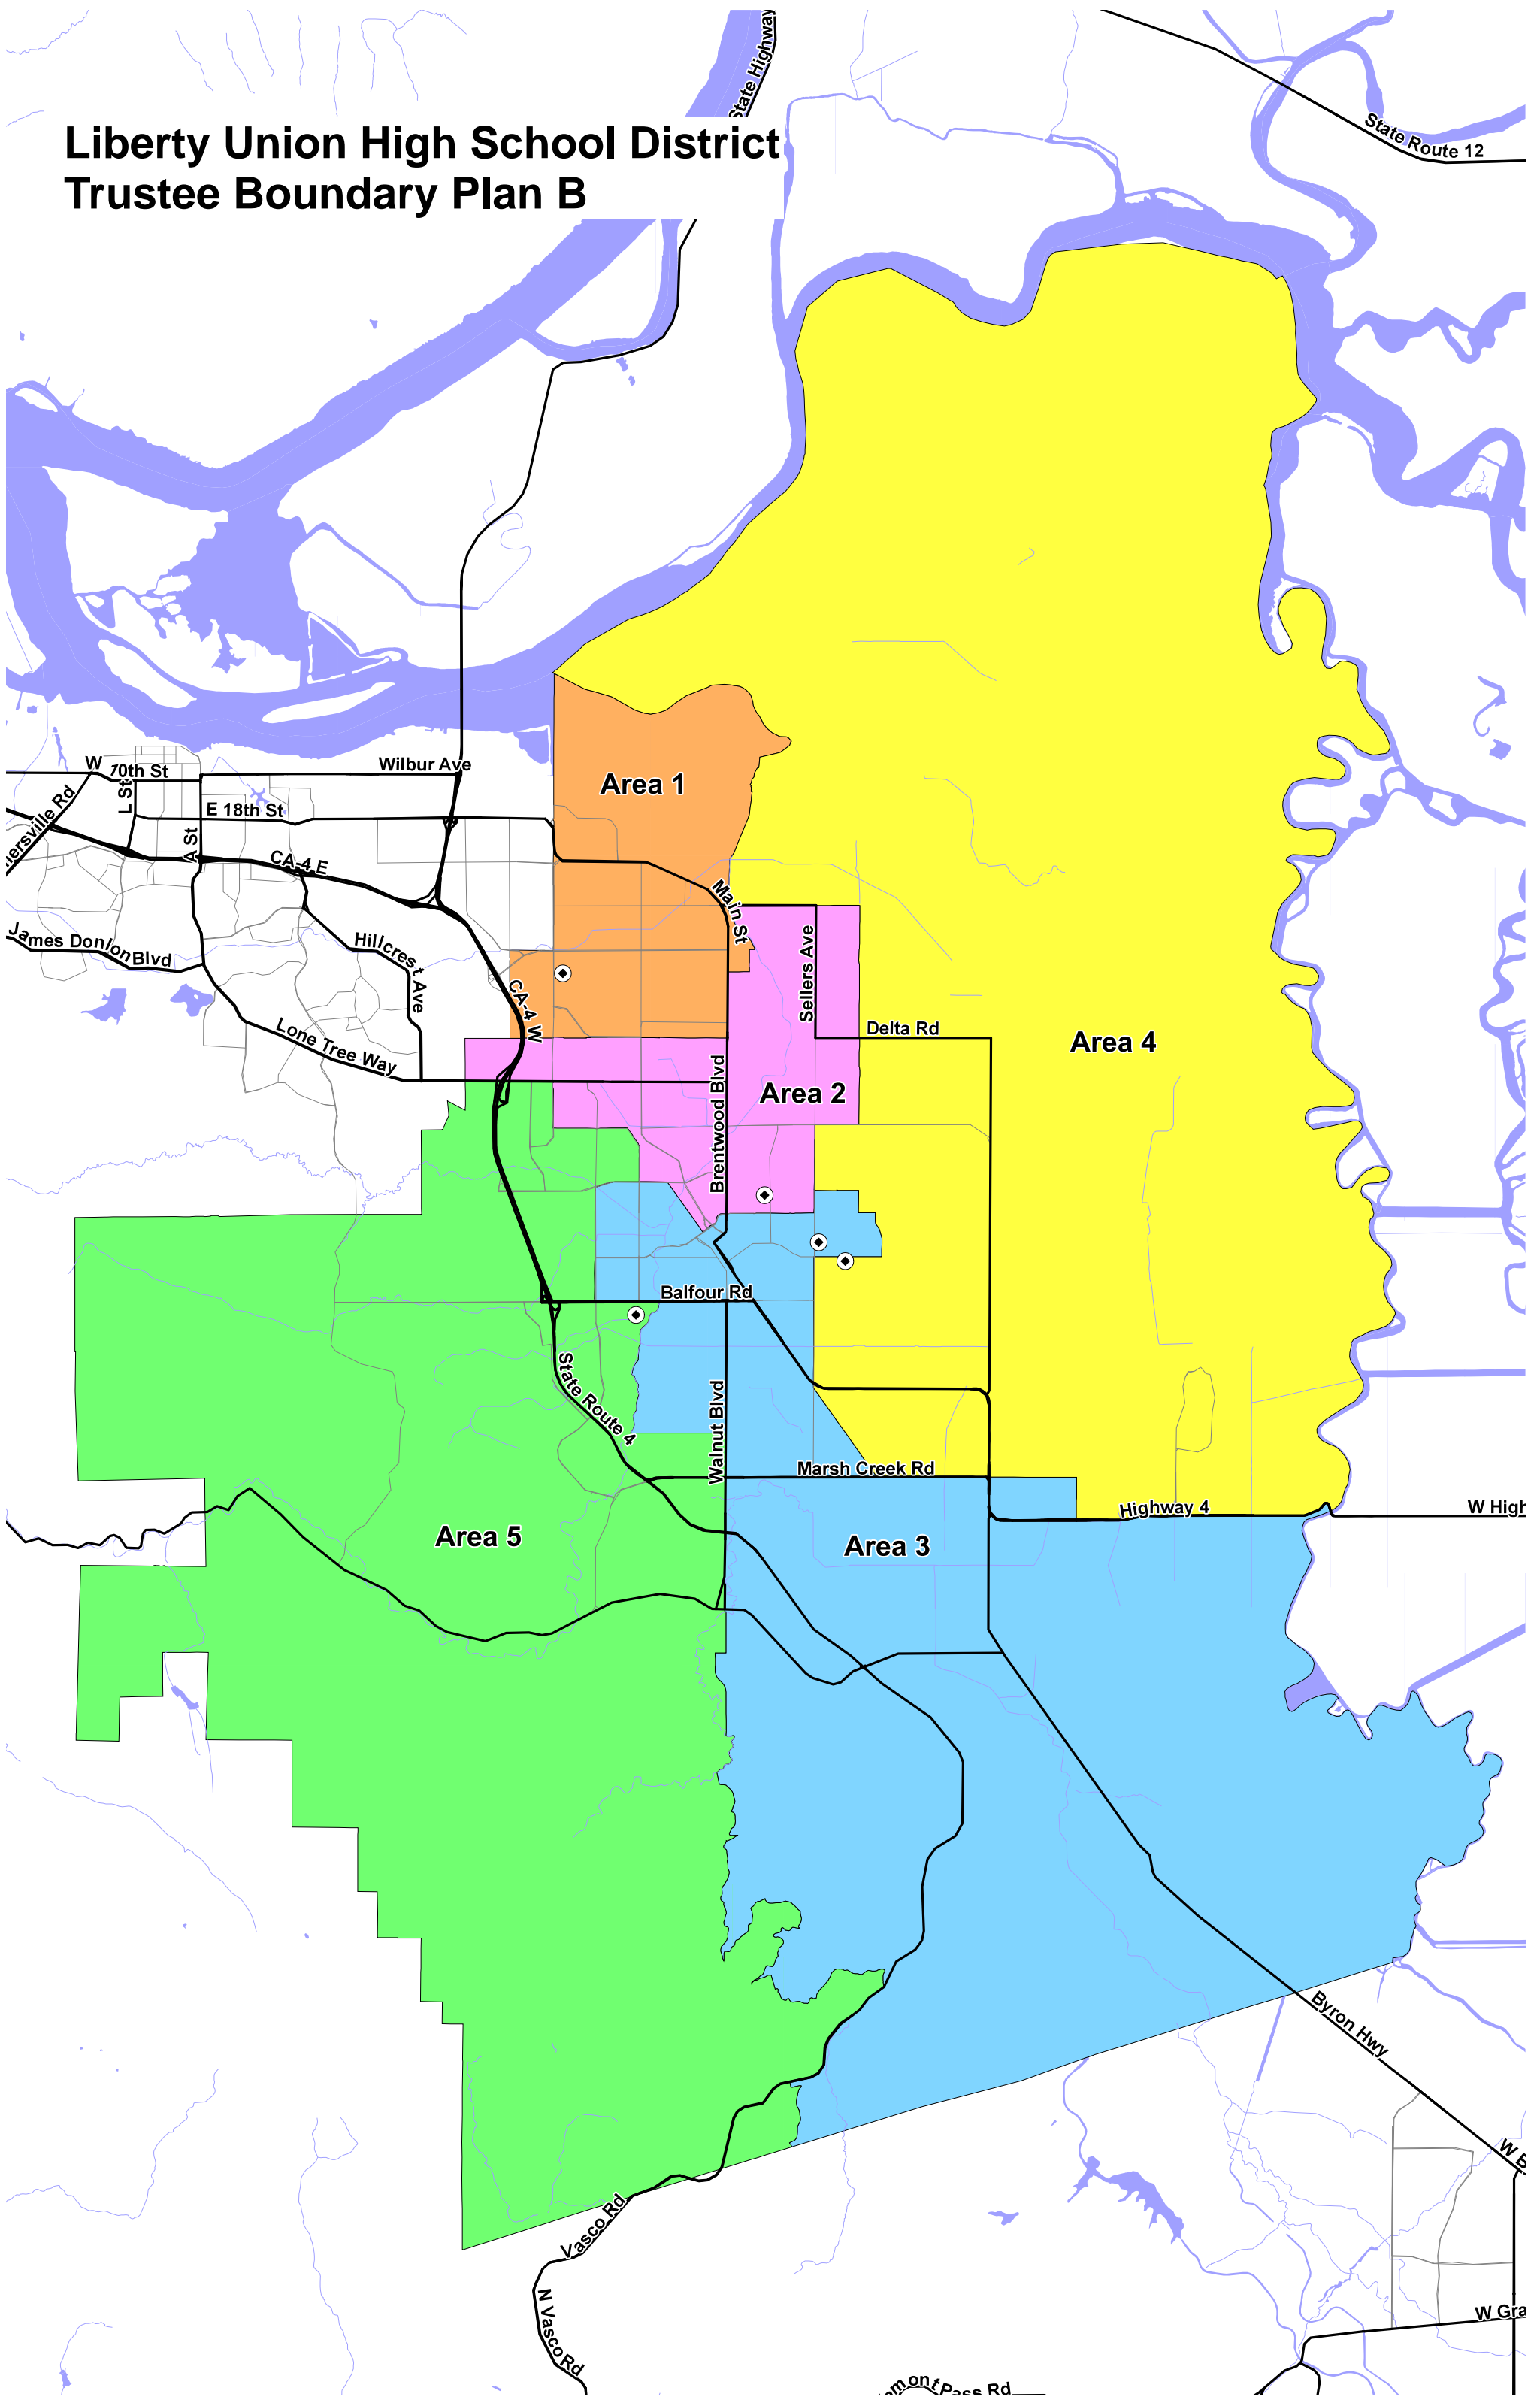 State Highway
Liberty Union High School District
Trustee Boundary Plan B
State Route 12
W 10th St
Wilbur Ave
Area 1
L St
E 18th St
A St
CA-4 E
Main St
James Donlon Blvd
Hillcrest Ave
CA-4 W
Sellers Ave
Delta Rd
Area 4
Lone Tree Way
Brentwood Blvd
Area 2
Balfour Rd
State Route 4
Walnut Blvd
Marsh Creek Rd
Highway 4
W High
Area 5
Area 3
Byron Hwy
W B
Vasco Rd
N Vasco Rd
W Gra
mont Pass Rd